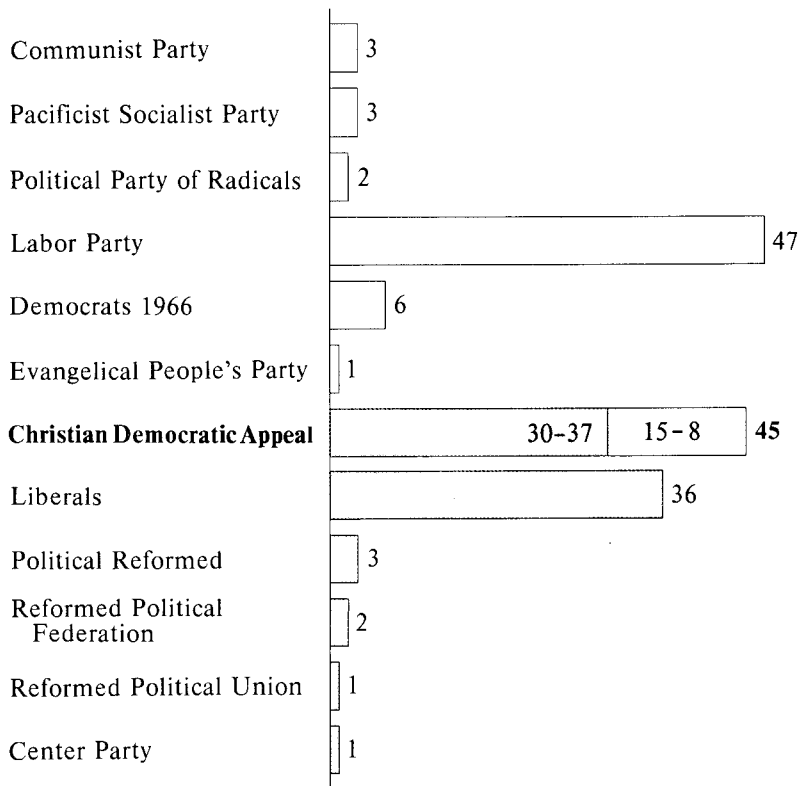 Communist Party 3
Pacificist Socialist Party 3
Political Party of Radicals 2
Labor Party 47
Democrats 1966 6
Evangelical People's Party 1
Christian Democratic Appeal 30-37 15-8 45
Liberals 36
Political Reformed 3
Reformed Political
Federation 2
Reformed Political Union 1
Center Party 1